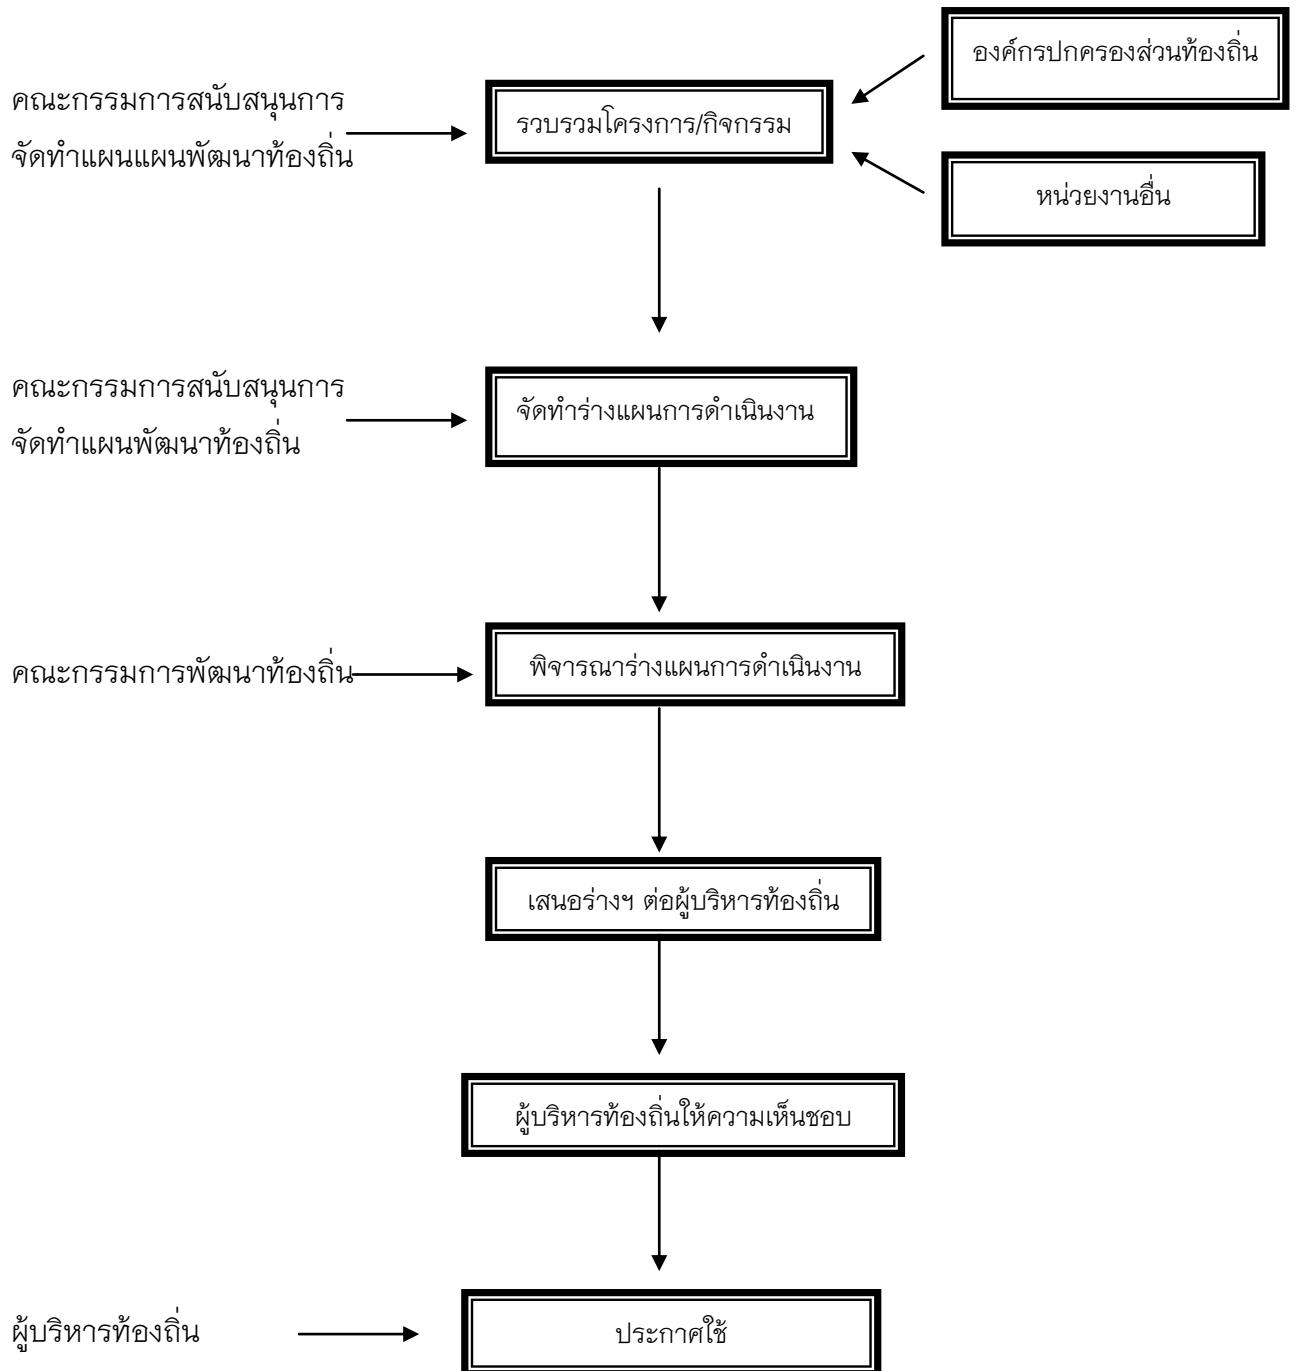 องค์กรปกครองส่วนท้องถิ่น
คณะกรรมการสนับสนุนการ
จัดทำแผนแผนพัฒนาท้องถิ่น
รวบรวมโครงการ/กิจกรรม
หน่วยงานอื่น
คณะกรรมการสนับสนุนการ
จัดทำแผนพัฒนาท้องถิ่น
จัดทำร่างแผนการดำเนินงาน
คณะกรรมการพัฒนาท้องถิ่น
พิจารณาร่างแผนการดำเนินงาน
เสนอร่างฯ ต่อผู้บริหารท้องถิ่น
ผู้บริหารท้องถิ่นให้ความเห็นชอบ
ผู้บริหารท้องถิ่น
ประกาศใช้